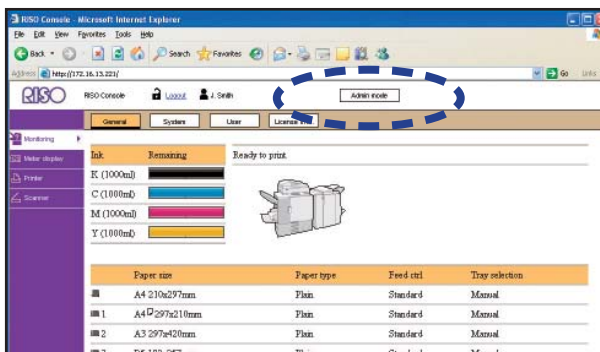 RISO Console - Microsoft Internet Explorer
File Edit View Favorites Tools Help
Back Search Favorites
Address http://172.16.13.221/ Go Links
RISO RISO Console Logout J. Smith Admin mode
General System User License
Monitoring
Meter display
Printer
Scanner
Ink Remaining Ready to print
K (1000ml)
C (1000ml)
M (1000ml)
Y (1000ml)
Paper size Paper type Feed ctrl Tray selection
A4 210x297mm Plain Standard Manual
1 A4 297x210mm Plain Standard Manual
2 A3 297x420mm Plain Standard Manual